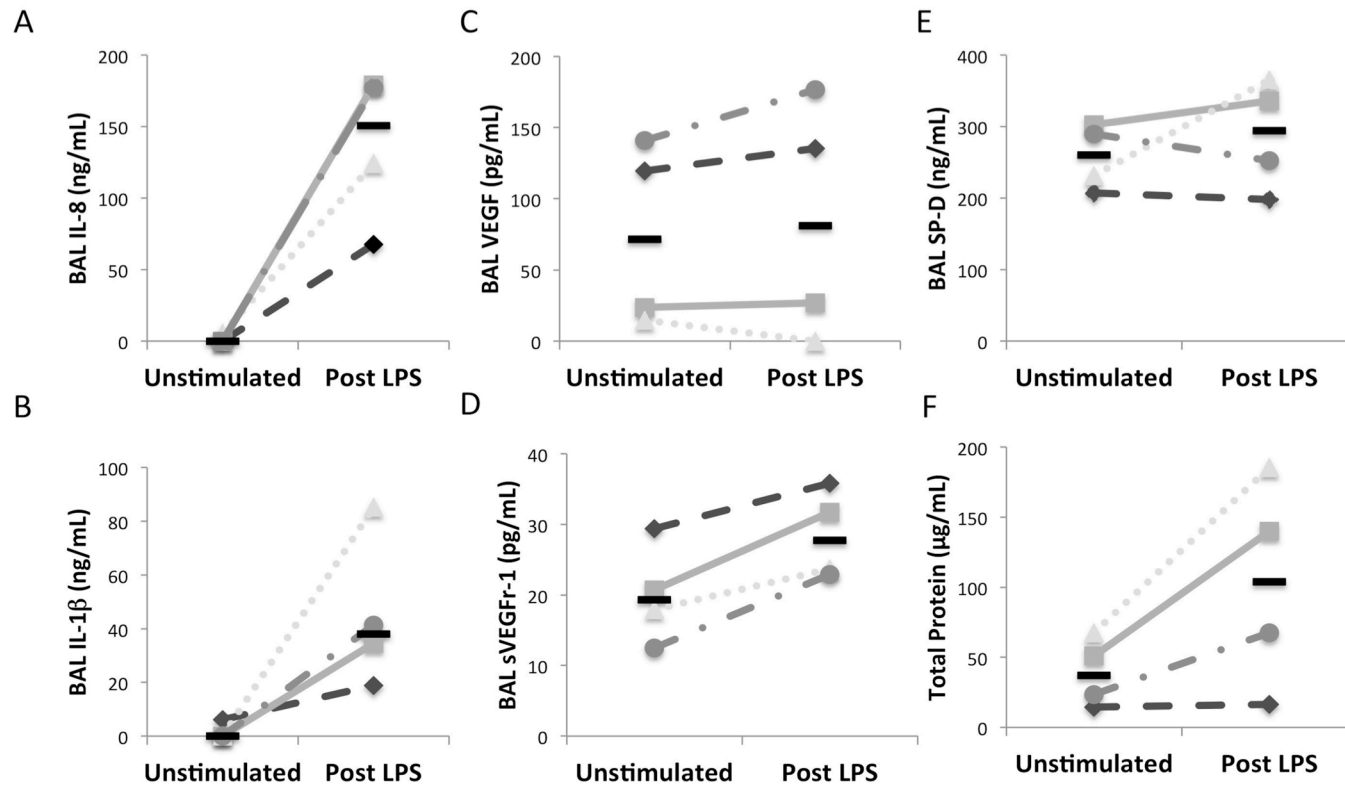 A
BAL IL-8 (ng/mL)
200
150
100
50
0
Unstimulated Post LPS
B
BAL IL-1β (ng/mL)
100
80
60
40
20
0
Unstimulated Post LPS
C
BAL VEGF (pg/mL)
200
150
100
50
0
Unstimulated Post LPS
D
BAL sVEGFr-1 (pg/mL)
40
30
20
10
0
Unstimulated Post LPS
E
BAL SP-D (ng/mL)
400
300
200
100
0
Unstimulated Post LPS
F
Total Protein (µg/mL)
200
150
100
50
0
Unstimulated Post LPS